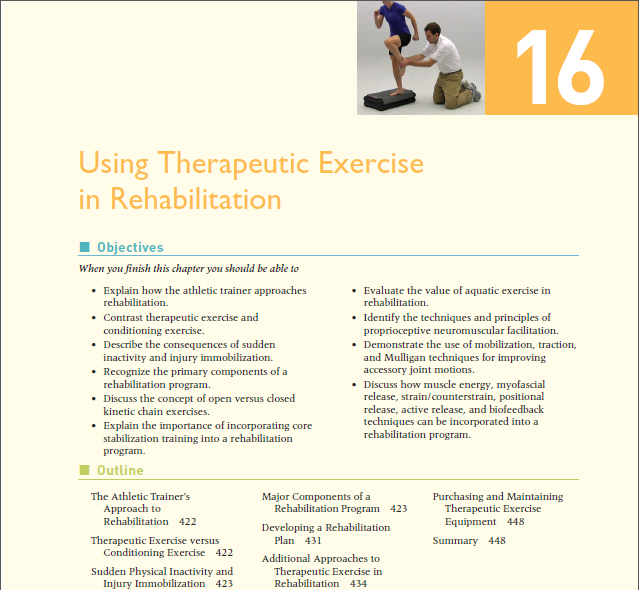 16
Using Therapeutic Exercise
in Rehabilitation
Objectives
When you finish this chapter you should be able to
• Explain how the athletic trainer approaches
rehabilitation.
• Contrast therapeutic exercise and
conditioning exercise.
• Describe the consequences of sudden
inactivity and injury immobilization.
• Recognize the primary components of a
rehabilitation program.
• Discuss the concept of open versus closed
kinetic chain exercises.
• Explain the importance of incorporating core
stabilization training into a rehabilitation
program.
• Evaluate the value of aquatic exercise in
rehabilitation.
• Identify the techniques and principles of
proprioceptive neuromuscular facilitation.
• Demonstrate the use of mobilization, traction,
and Mulligan techniques for improving
accessory joint motions.
• Discuss how muscle energy, myofascial
release, strain/counterstrain, positional
release, active release, and biofeedback
techniques can be incorporated into a
rehabilitation program.
Outline
The Athletic Trainer's
Approach to
Rehabilitation 422
Therapeutic Exercise versus
Conditioning Exercise 422
Sudden Physical Inactivity and
Injury Immobilization 423
Major Components of a
Rehabilitation Program 423
Developing a Rehabilitation
Plan 431
Additional Approaches to
Therapeutic Exercise in
Rehabilitation 434
Purchasing and Maintaining
Therapeutic Exercise
Equipment 448
Summary 448